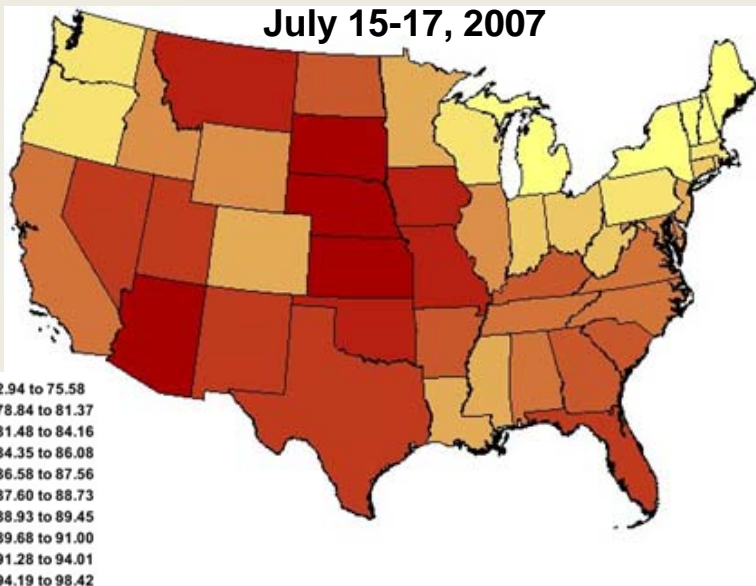 July 15-17, 2007
2.94 to 75.58
78.84 to 81.37
81.48 to 84.16
84.35 to 86.08
86.58 to 87.56
87.60 to 88.73
88.93 to 89.45
89.68 to 91.00
91.28 to 94.01
94.19 to 98.42